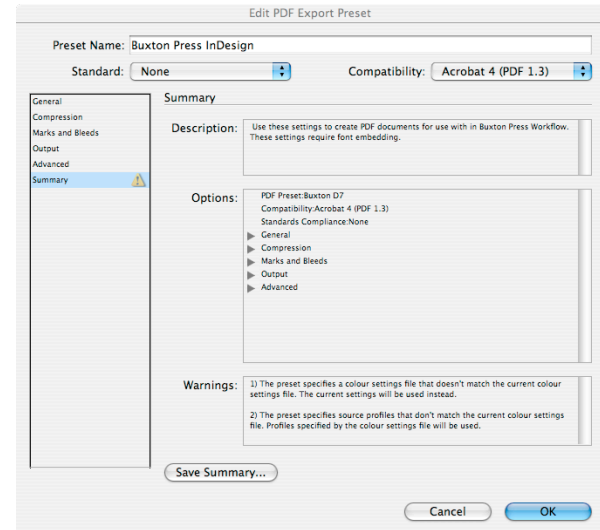 Edit PDF Export Preset
Preset Name: Buxton Press InDesign
Standard: None Compatibility: Acrobat 4 (PDF 1.3)
General
Compression
Marks and Bleeds
Output
Advanced
Summary
Summary
Description: Use these settings to create PDF documents for use with in Buxton Press Workflow.
These settings require font embedding.
Options: PDF Preset:Buxton D7
Compatibility:Acrobat 4 (PDF 1.3)
Standards Compliance:None
General
Compression
Marks and Bleeds
Output
Advanced
Warnings: 1) The preset specifies a colour settings file that doesn't match the current colour
settings file. The current settings will be used instead.
2) The preset specifies source profiles that don't match the current colour settings
file. Profiles specified by the colour settings file will be used.
Save Summary...
Cancel OK